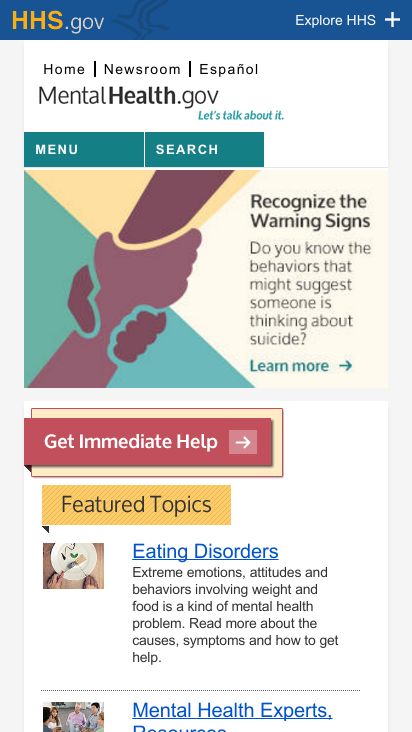 HHS.gov
Explore HHS +
Home | Newsroom | Español
MentalHealth.gov
Let's talk about it.
MENU
SEARCH
Recognize the
Warning Signs
Do you know the
behaviors that
might suggest
someone is
thinking about
suicide?
Learn more →
Get Immediate Help →
Featured Topics
Eating Disorders
Extreme emotions, attitudes and
behaviors involving weight and
food is a kind of mental health
problem. Read more about the
causes, symptoms and how to get
help.
Mental Health Experts,
Resources